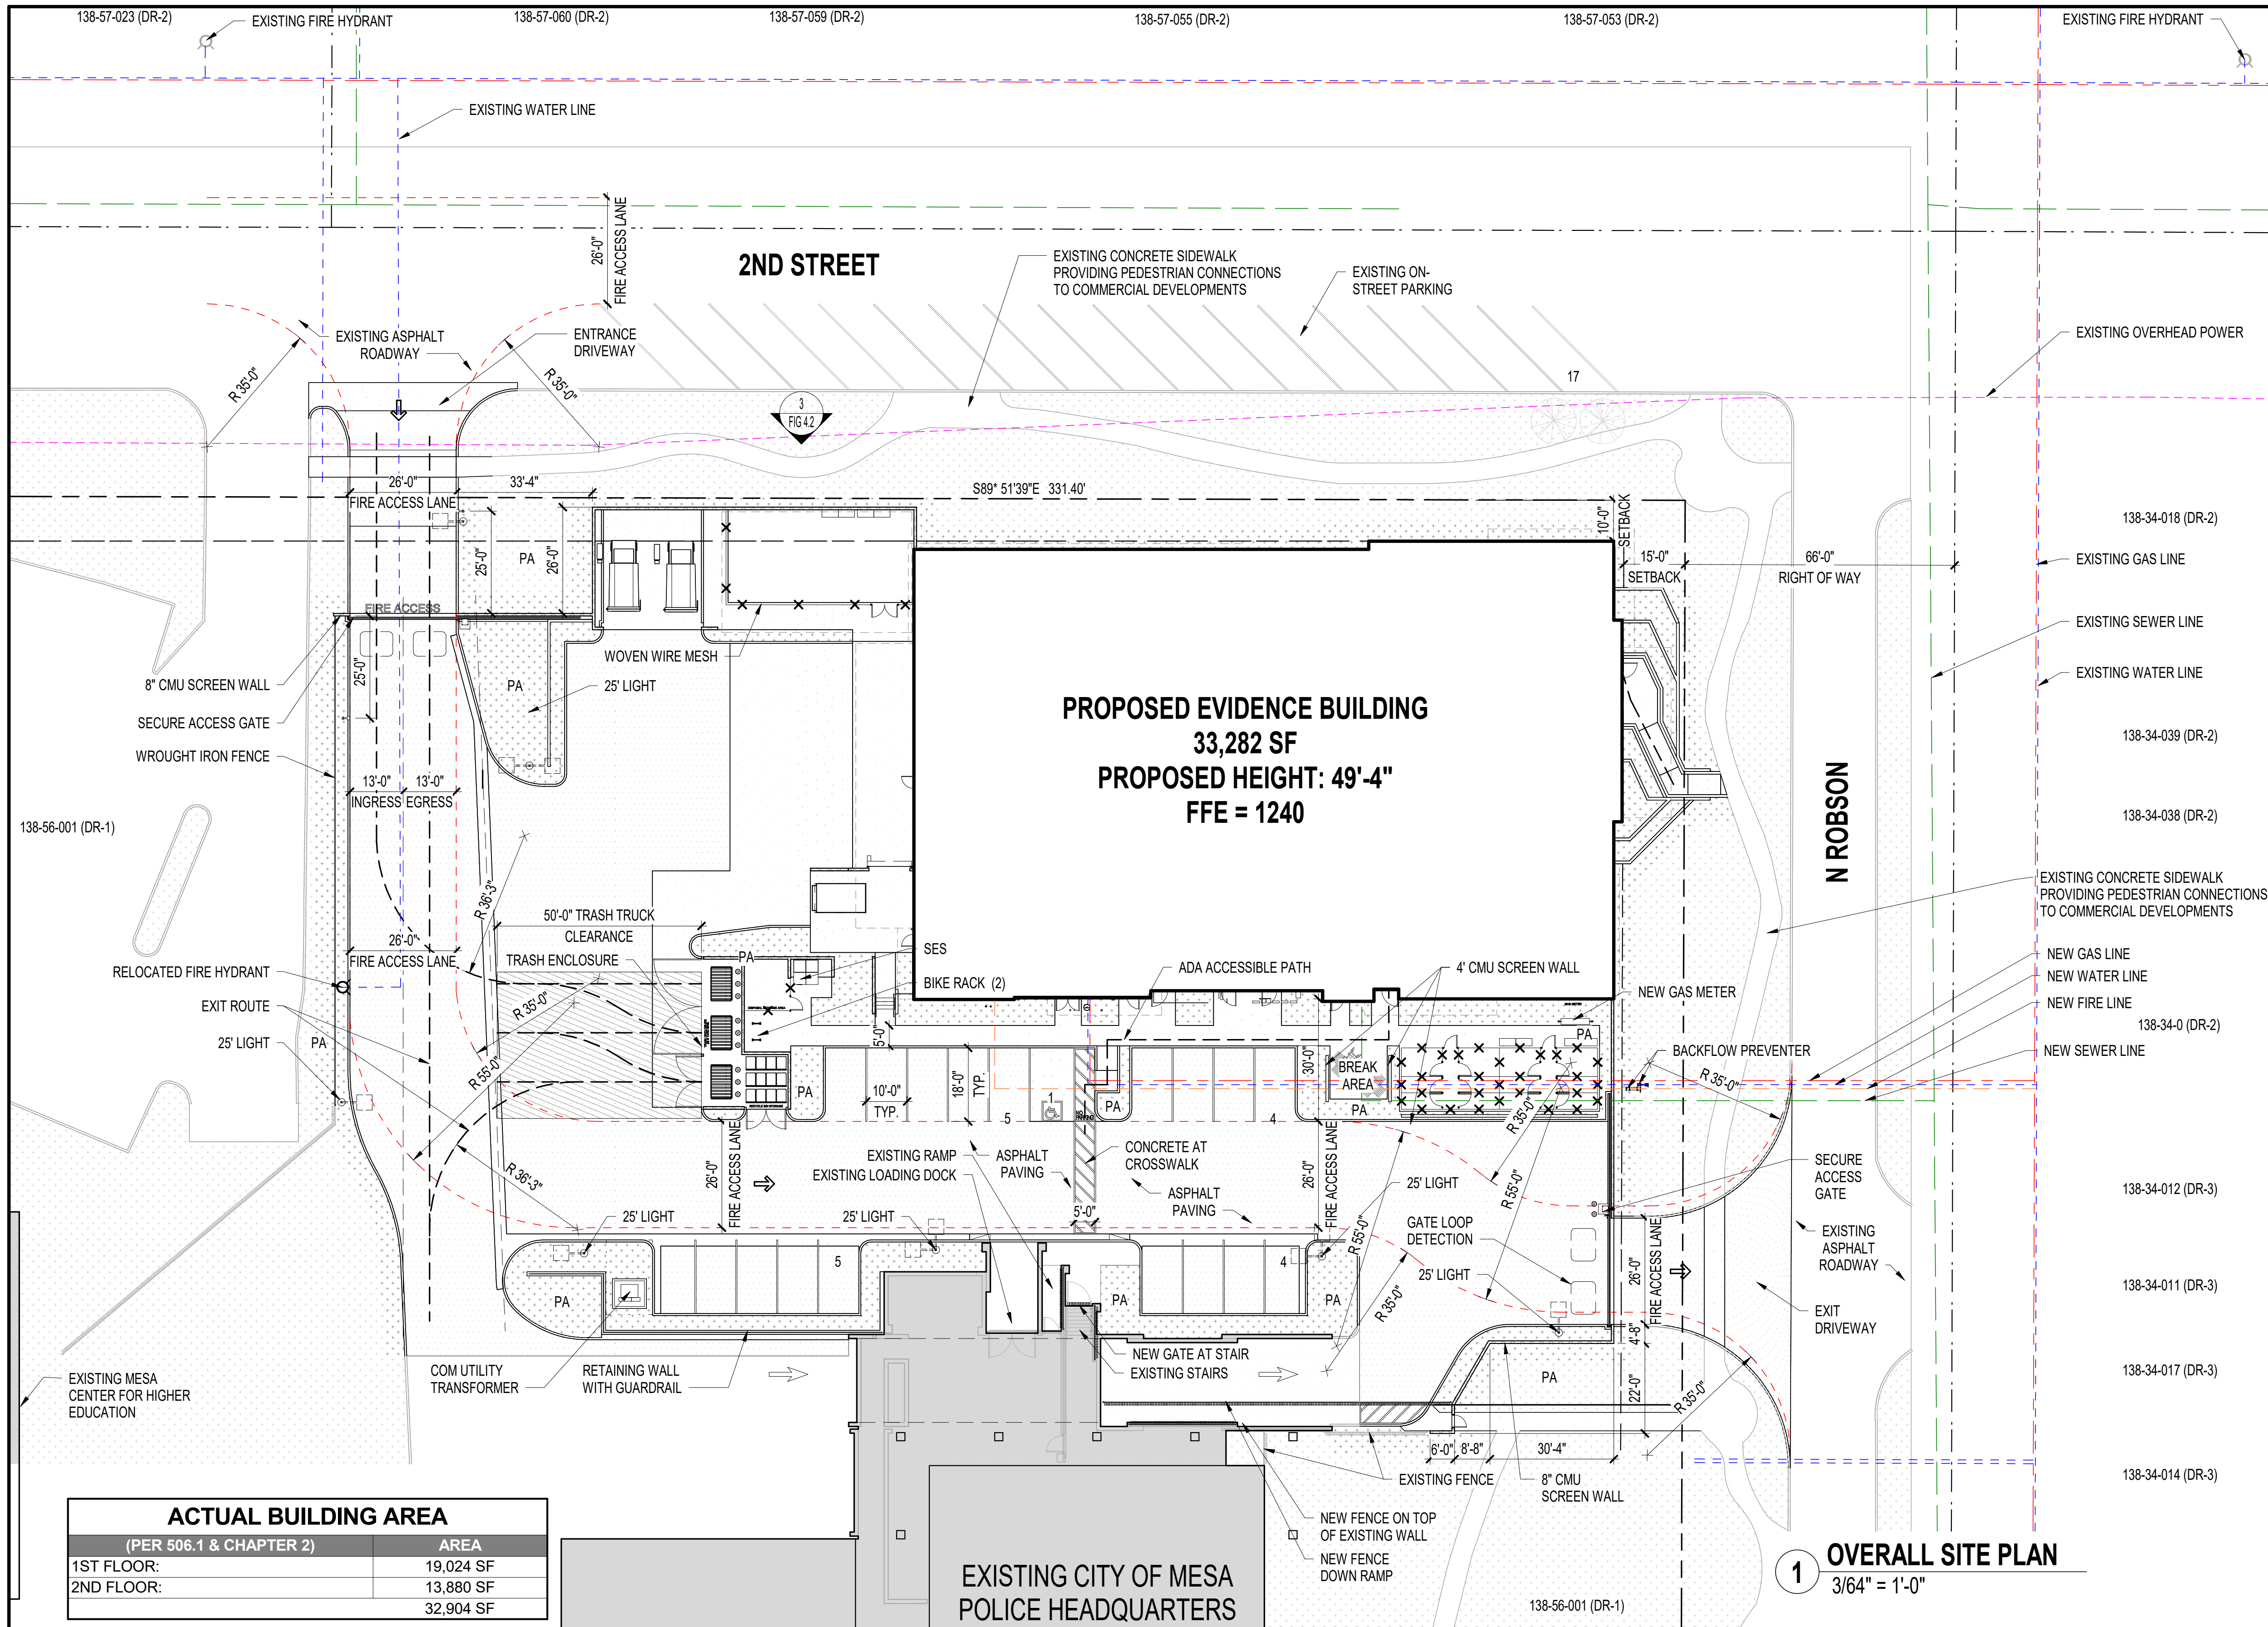 138-57-023 (DR-2)
EXISTING FIRE HYDRANT
138-57-060 (DR-2)
138-57-059 (DR-2)
138-57-055 (DR-2)
138-57-053 (DR-2)
EXISTING FIRE HYDRANT
EXISTING WATER LINE
26'-0"
FIRE ACCESS LANE
2ND STREET
EXISTING CONCRETE SIDEWALK
PROVIDING PEDESTRIAN CONNECTIONS
TO COMMERCIAL DEVELOPMENTS
EXISTING ON-
STREET PARKING
EXISTING ASPHALT
ROADWAY
ENTRANCE
DRIVEWAY
EXISTING OVERHEAD POWER
R 35'-0"
R 35'-0"
17
3
FIG 4.2
26'-0"
33'-4"
FIRE ACCESS LANE
S89* 51'39"E 331.40'
10'-0"
SETBACK
138-34-018 (DR-2)
25'-0"
PA
26'-0"
15'-0"
SETBACK
66'-0"
RIGHT OF WAY
EXISTING GAS LINE
FIRE ACCESS
EXISTING SEWER LINE
WOVEN WIRE MESH
25'-0"
8" CMU SCREEN WALL
PA
25' LIGHT
EXISTING WATER LINE
SECURE ACCESS GATE
WROUGHT IRON FENCE
PROPOSED EVIDENCE BUILDING
33,282 SF
PROPOSED HEIGHT: 49'-4"
FFE = 1240
138-34-039 (DR-2)
13'-0"
13'-0"
INGRESS
EGRESS
N ROBSON
138-34-038 (DR-2)
138-56-001 (DR-1)
EXISTING CONCRETE SIDEWALK
PROVIDING PEDESTRIAN CONNECTIONS
TO COMMERCIAL DEVELOPMENTS
R 36'-3"
50'-0" TRASH TRUCK
CLEARANCE
26'-0"
FIRE ACCESS LANE
TRASH ENCLOSURE
PA
SES
RELOCATED FIRE HYDRANT
BIKE RACK (2)
ADA ACCESSIBLE PATH
4' CMU SCREEN WALL
NEW GAS LINE
NEW WATER LINE
NEW FIRE LINE
138-34-0 (DR-2)
NEW SEWER LINE
NEW GAS METER
EXIT ROUTE
R 35'-0"
25' LIGHT
PA
R 55'-0"
5'-0"
PA
BACKFLOW PREVENTER
R 35'-0"
30'-0"
BREAK
AREA
PA
10'-0"
TYP.
18'-0"
TYP.
PA
1
5
PA
4
R 35'-0"
EXISTING RAMP
EXISTING LOADING DOCK
ASPHALT
PAVING
CONCRETE AT
CROSSWALK
ASPHALT
PAVING
26'-0"
FIRE ACCESS LANE
26'-0"
FIRE ACCESS LANE
R 36'-3"
25' LIGHT
R 55'-0"
SECURE
ACCESS
GATE
138-34-012 (DR-3)
25' LIGHT
25' LIGHT
5'-0"
R 55'-0"
GATE LOOP
DETECTION
EXISTING
ASPHALT
ROADWAY
5
4
25' LIGHT
26'-0"
FIRE ACCESS LANE
138-34-011 (DR-3)
PA
PA
PA
R 35'-0"
EXIT
DRIVEWAY
4'-8"
COM UTILITY
TRANSFORMER
RETAINING WALL
WITH GUARDRAIL
NEW GATE AT STAIR
EXISTING STAIRS
PA
22'-0"
R 35'-0"
138-34-017 (DR-3)
EXISTING MESA
CENTER FOR HIGHER
EDUCATION
6'-0"
8'-8"
30'-4"
EXISTING FENCE
8" CMU
SCREEN WALL
138-34-014 (DR-3)
NEW FENCE ON TOP
OF EXISTING WALL
NEW FENCE
DOWN RAMP
ACTUAL BUILDING AREA
(PER 506.1 & CHAPTER 2) AREA
1ST FLOOR: 19,024 SF
2ND FLOOR: 13,880 SF
32,904 SF
EXISTING CITY OF MESA
POLICE HEADQUARTERS
138-56-001 (DR-1)
1
OVERALL SITE PLAN
3/64" = 1'-0"